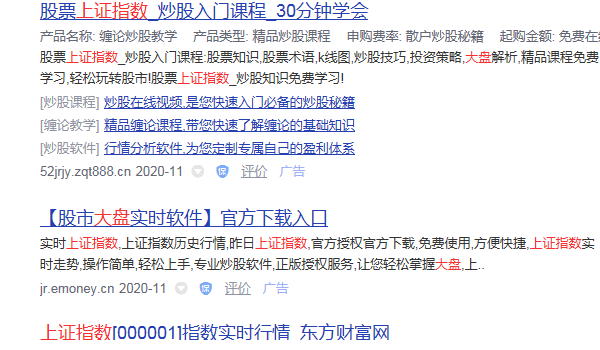 股票上证指数_炒股入门课程_30分钟学会
产品名称: 缠论炒股教学 产品类型: 精品炒股课程 申购费率: 散户炒股秘籍 起购金额: 免费在
股票上证指数_炒股入门课程:股票知识,股票术语,k线图,炒股技巧,投资策略,大盘解析,精品课程免费
学习,轻松玩转股市!股票上证指数_炒股知识免费学习!
[炒股课程] 炒股在线视频,是您快速入门必备的炒股秘籍
[缠论教学] 精品缠论课程,带您快速了解缠论的基础知识
[炒股软件] 行情分析软件,为您定制专属自己的盈利体系
52jrjy.zqt888.cn 2020-11 保 评价 广告
【股市大盘实时软件】官方下载入口
实时上证指数,上证指数历史行情,昨日上证指数,官方授权官方下载,免费使用,方便快捷,上证指数实
时走势,操作简单,轻松上手,专业炒股软件,正版授权服务,让您轻松掌握大盘,上..
jr.emoney.cn 2020-11 保 评价 广告
上证指数[000001]指数实时行情_东方财富网